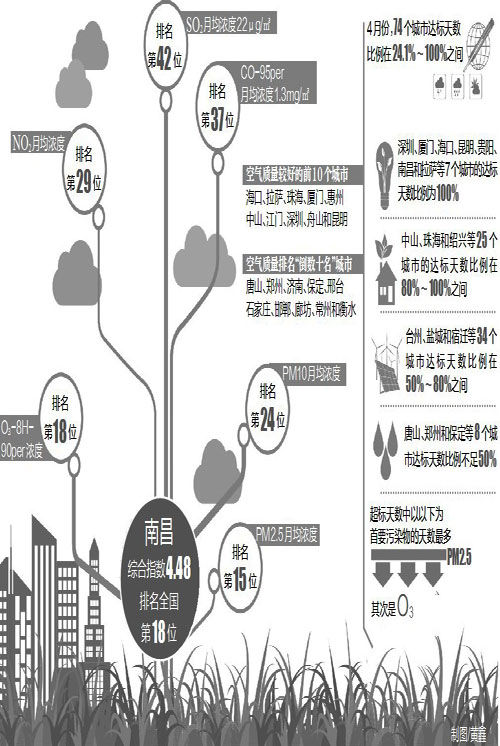 排名
第42位
SO₂月均浓度22μg/㎥
CO-95per
月均浓度1.3mg/㎥
排名
第37位
NO₂月均浓度
排名
第29位
空气质量较好的前10个城市
海口、拉萨、珠海、厦门、惠州
中山、江门、深圳、舟山和昆明
空气质量排名“倒数十名”城市
唐山、郑州、济南、保定、邢台
石家庄、邯郸、廊坊、常州和衡水
PM10月均浓度
排名
第24位
O₃-8H-
90per浓度
排名
第18位
PM2.5月均浓度
排名
第15位
南昌
综合指数4.48
排名全国
第18位
4月份,74个城市达标天数
比例在24.1%~100%之间
深圳、厦门、海口、昆明、贵阳、
南昌和拉萨等7个城市的达标
天数比例为100%
中山、珠海和绍兴等25个
城市的达标天数比例在
80%~100%之间
台州、盐城和宿迁等34个
城市达标天数比例在
50%~80%之间
唐山、郑州和保定等8个城
市达标天数比例不足50%
超标天数中以以下为
首要污染物的天数最多
PM2.5
其次是O₃
制图/黄鑫